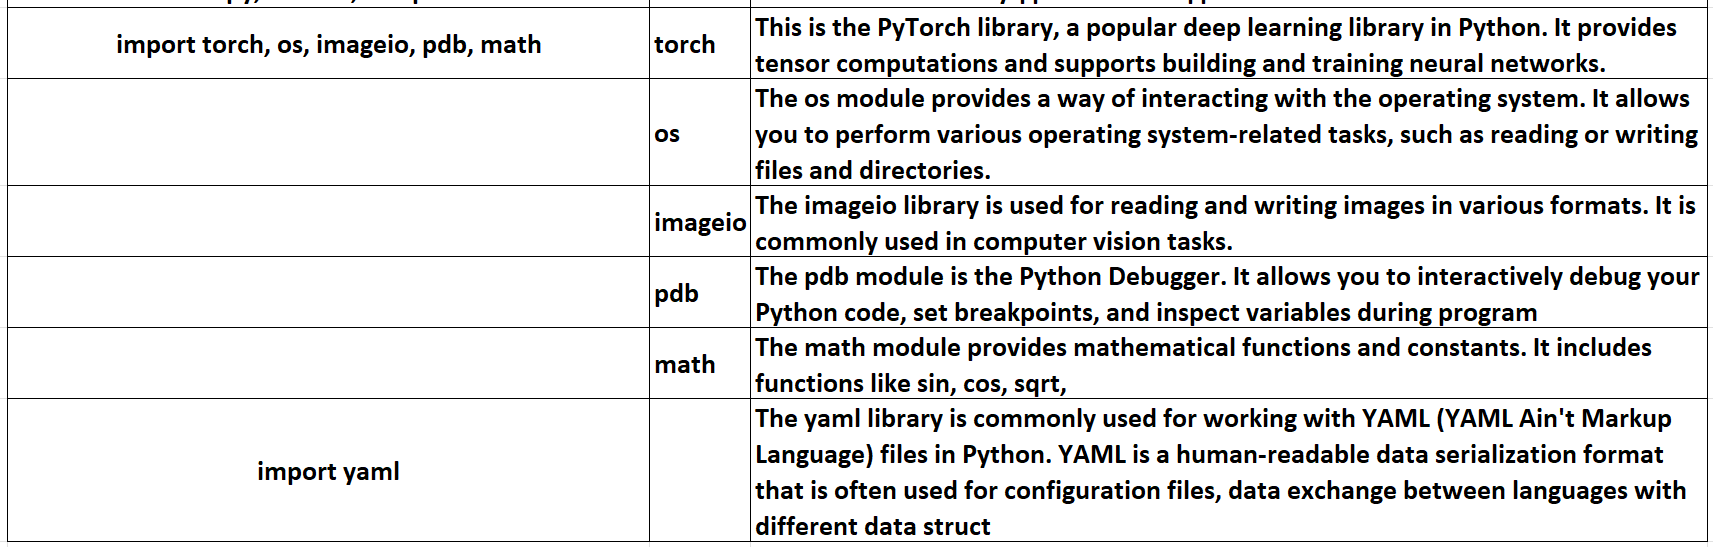 import torch, os, imageio, pdb, math
torch
This is the PyTorch library, a popular deep learning library in Python. It provides
tensor computations and supports building and training neural networks.
os
The os module provides a way of interacting with the operating system. It allows
you to perform various operating system-related tasks, such as reading or writing
files and directories.
imageio
The imageio library is used for reading and writing images in various formats. It is
commonly used in computer vision tasks.
pdb
The pdb module is the Python Debugger. It allows you to interactively debug your
Python code, set breakpoints, and inspect variables during program
math
The math module provides mathematical functions and constants. It includes
functions like sin, cos, sqrt,
import yaml
The yaml library is commonly used for working with YAML (YAML Ain't Markup
Language) files in Python. YAML is a human-readable data serialization format
that is often used for configuration files, data exchange between languages with
different data struct